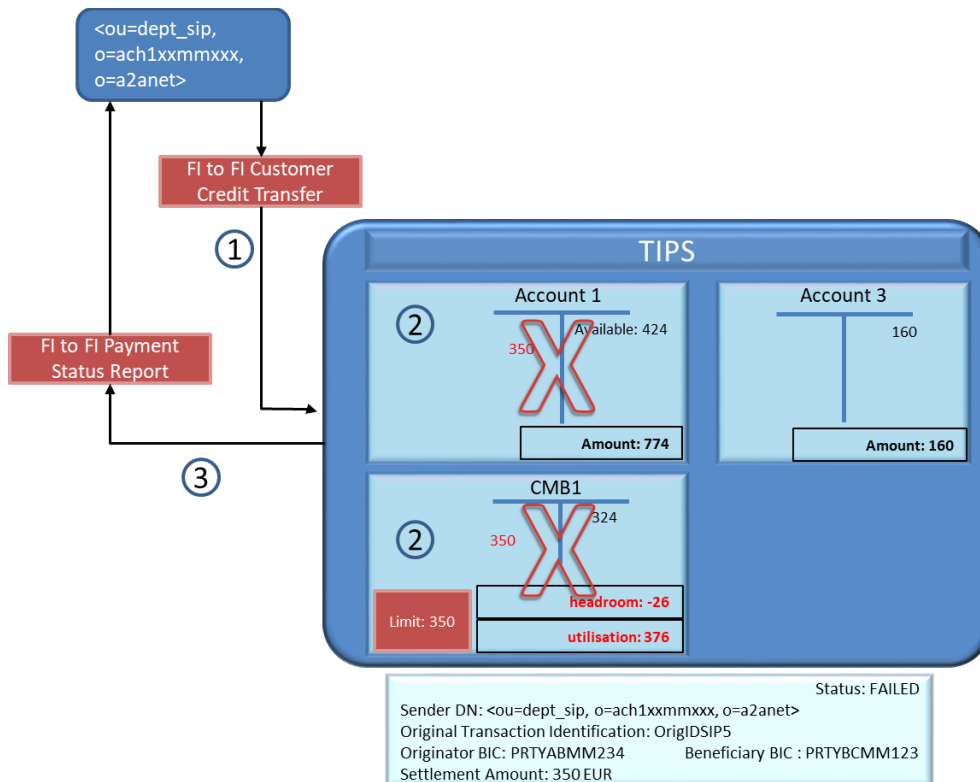 <ou=dept_sip,
o=ach1xxmmxxx,
o=a2anet>
FI to FI Customer
Credit Transfer
1
TIPS
Account 1
2
Available: 424
350
Amount: 774
Account 3
160
Amount: 160
FI to FI Payment
Status Report
3
CMB1
2
324
350
Limit: 350
headroom: -26
utilisation: 376
Status: FAILED
Sender DN: <ou=dept_sip, o=ach1xxmmxxx, o=a2anet>
Original Transaction Identification: OrigIDSIP5
Originator BIC: PRTYABMM234 Beneficiary BIC : PRTYBCMM123
Settlement Amount: 350 EUR